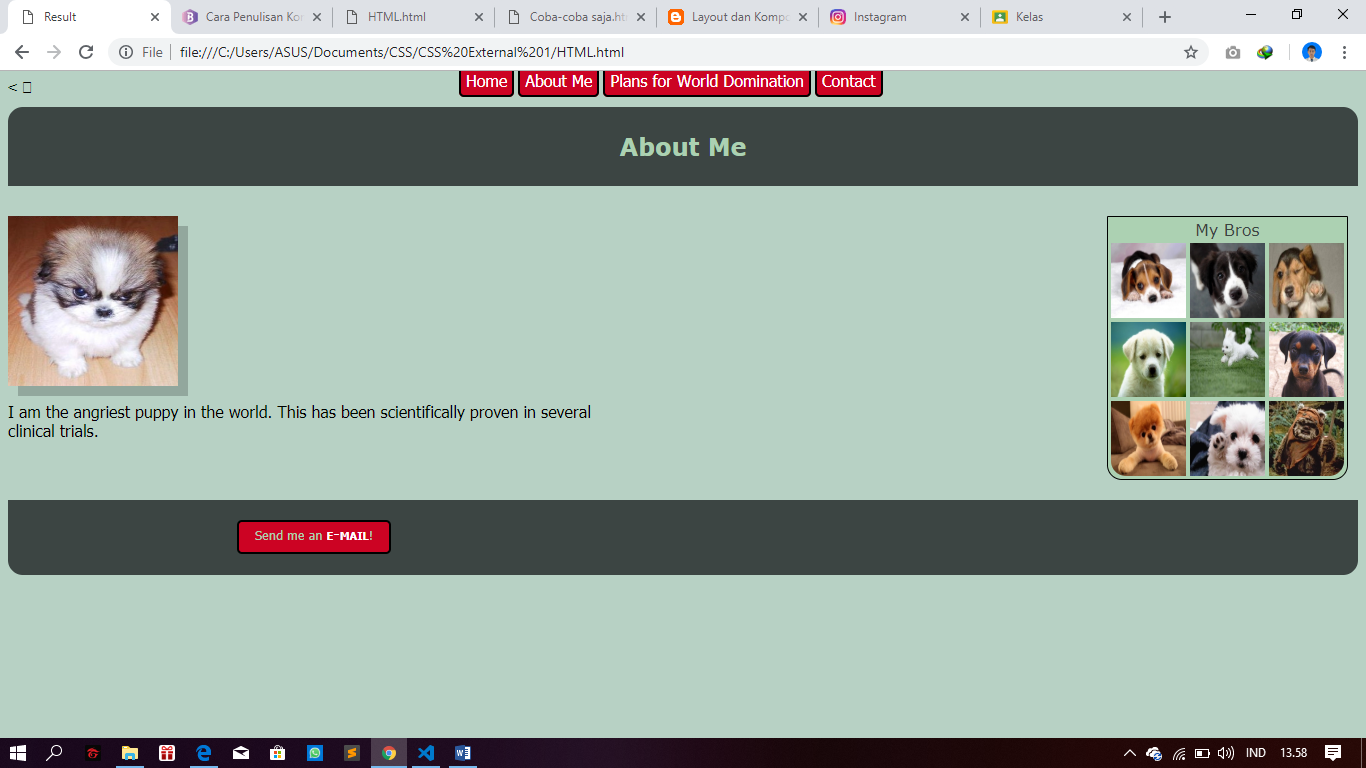 Result
Cara Penulisan Kor
HTML.html
Coba-coba saja.ht
Layout dan Kompo
Instagram
Kelas
File
file:///C:/Users/ASUS/Documents/CSS/CSS%20External%201/HTML.html
Home About Me Plans for World Domination Contact
< 
About Me
My Bros
I am the angriest puppy in the world. This has been scientifically proven in several
clinical trials.
Send me an E-MAIL!
IND 13.58